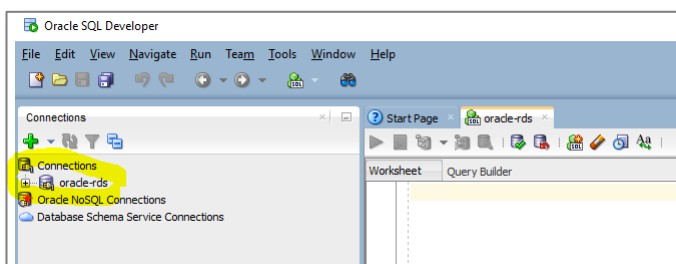 Oracle SQL Developer
File Edit View Navigate Run Team Tools Window Help
Connections
Start Page
oracle-rds
Worksheet Query Builder
Connections
oracle-rds
Oracle NoSQL Connections
Database Schema Service Connections